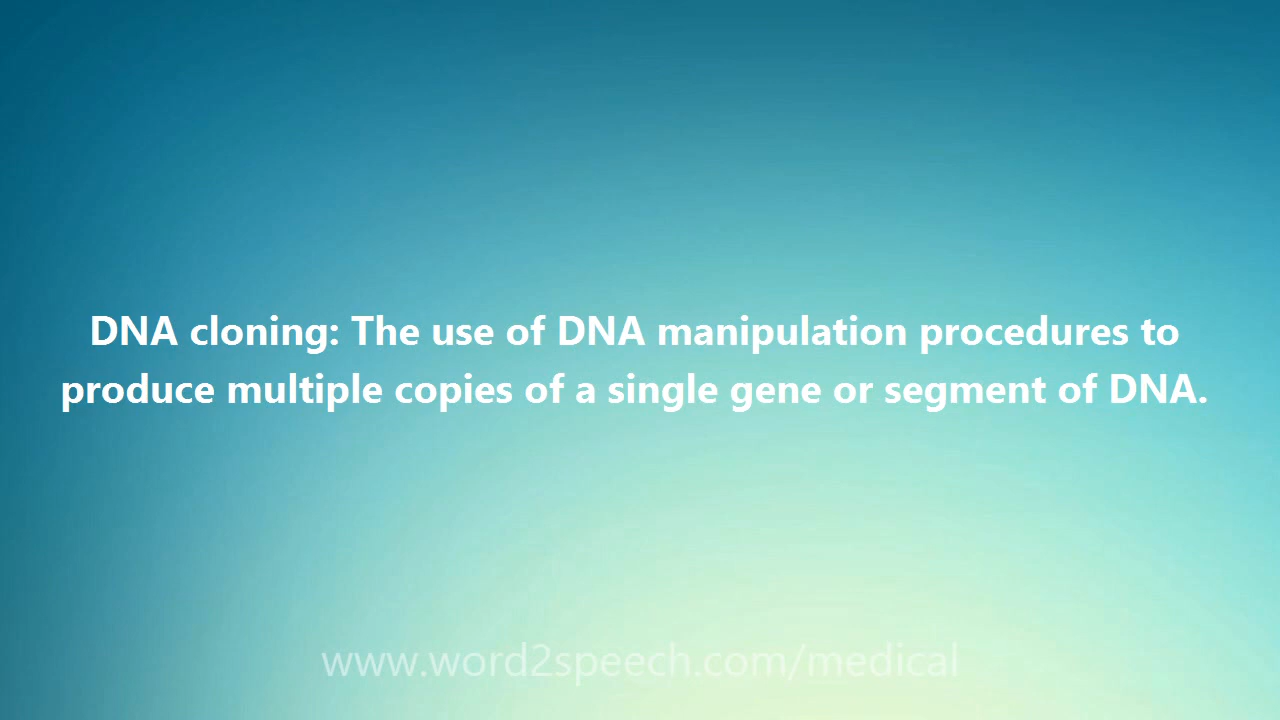 DNA cloning: The use of DNA manipulation procedures to
produce multiple copies of a single gene or segment of DNA.
www.word2speech.com/medical